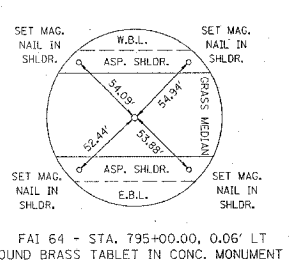 SET MAG.
NAIL IN
SHLDR.
SET MAG.
NAIL IN
SHLDR.
W.B.L.
ASP. SHLDR.
54.09'
54.94'
GRASS MEDIAN
52.44'
53.88'
ASP. SHLDR.
E.B.L.
SET MAG.
NAIL IN
SHLDR.
SET MAG.
NAIL IN
SHLDR.
FAI 64 - STA. 795+00.00, 0.06' LT
OUND BRASS TABLET IN CONC. MONUMENT